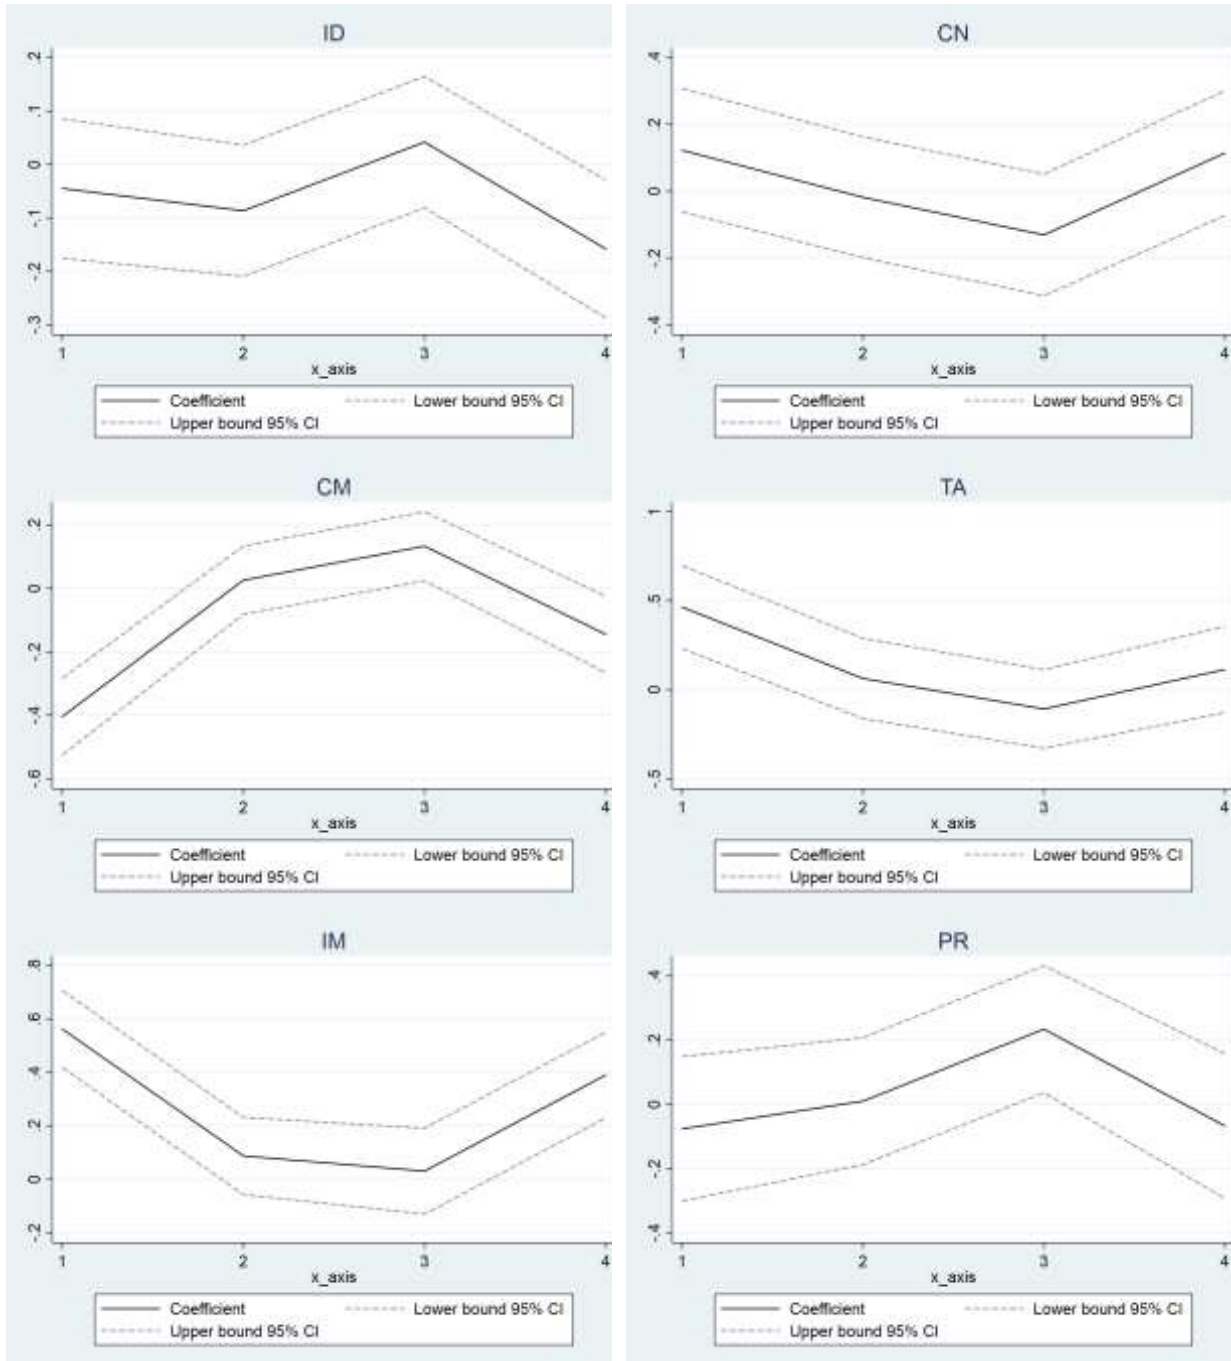 ID
.2
.1
0
-.1
-.2
-.3
1 2 3 4
x_axis
Coefficient Lower bound 95% CI
Upper bound 95% CI
CN
.4
.2
0
-.2
-.4
1 2 3 4
x_axis
Coefficient Lower bound 95% CI
Upper bound 95% CI
CM
.2
0
-.2
-.4
-.6
1 2 3 4
x_axis
Coefficient Lower bound 95% CI
Upper bound 95% CI
TA
1
.5
0
-.5
1 2 3 4
x_axis
Coefficient Lower bound 95% CI
Upper bound 95% CI
IM
.8
.6
.4
.2
0
-.2
1 2 3 4
x_axis
Coefficient Lower bound 95% CI
Upper bound 95% CI
PR
.4
.2
0
-.2
-.4
1 2 3 4
x_axis
Coefficient Lower bound 95% CI
Upper bound 95% CI